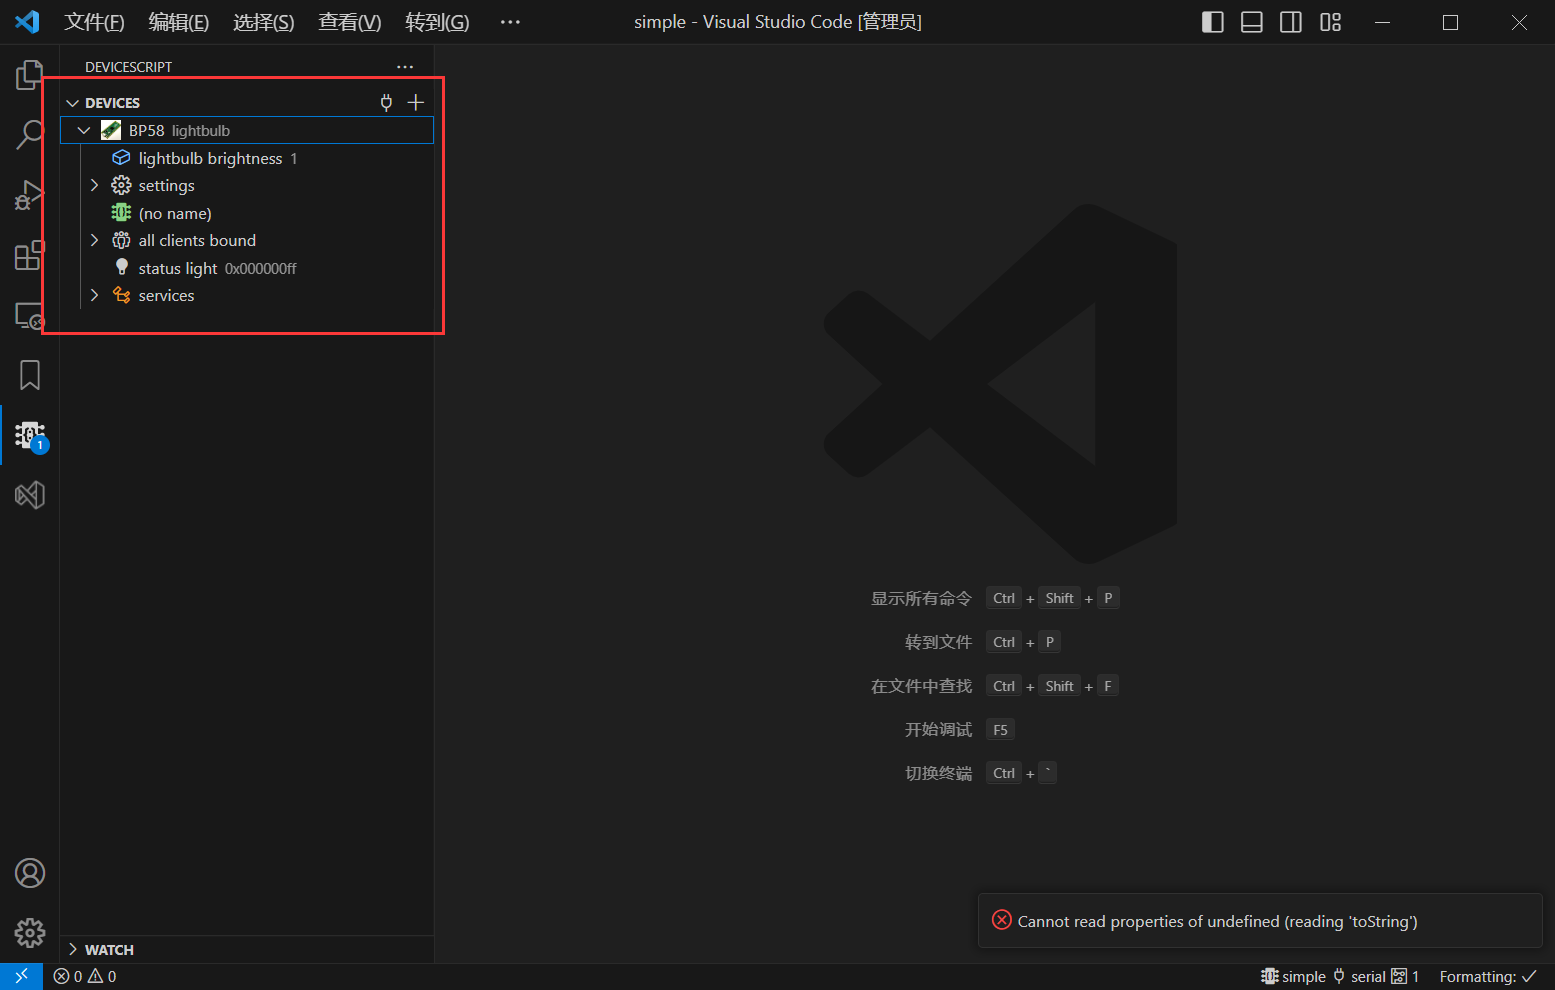 文件(F) 编辑(E) 选择(S) 查看(V) 转到(G) ··· simple - Visual Studio Code [管理员]
DEVICESCRIPT ···
DEVICES
BP58 lightbulb
lightbulb brightness 1
settings
(no name)
all clients bound
status light 0x000000ff
services
1
显示所有命令 Ctrl + Shift + P
转到文件 Ctrl + P
在文件中查找 Ctrl + Shift + F
开始调试 F5
切换终端 Ctrl + `
Cannot read properties of undefined (reading 'toString')
WATCH
0 0 simple serial 1 Formatting: ✓